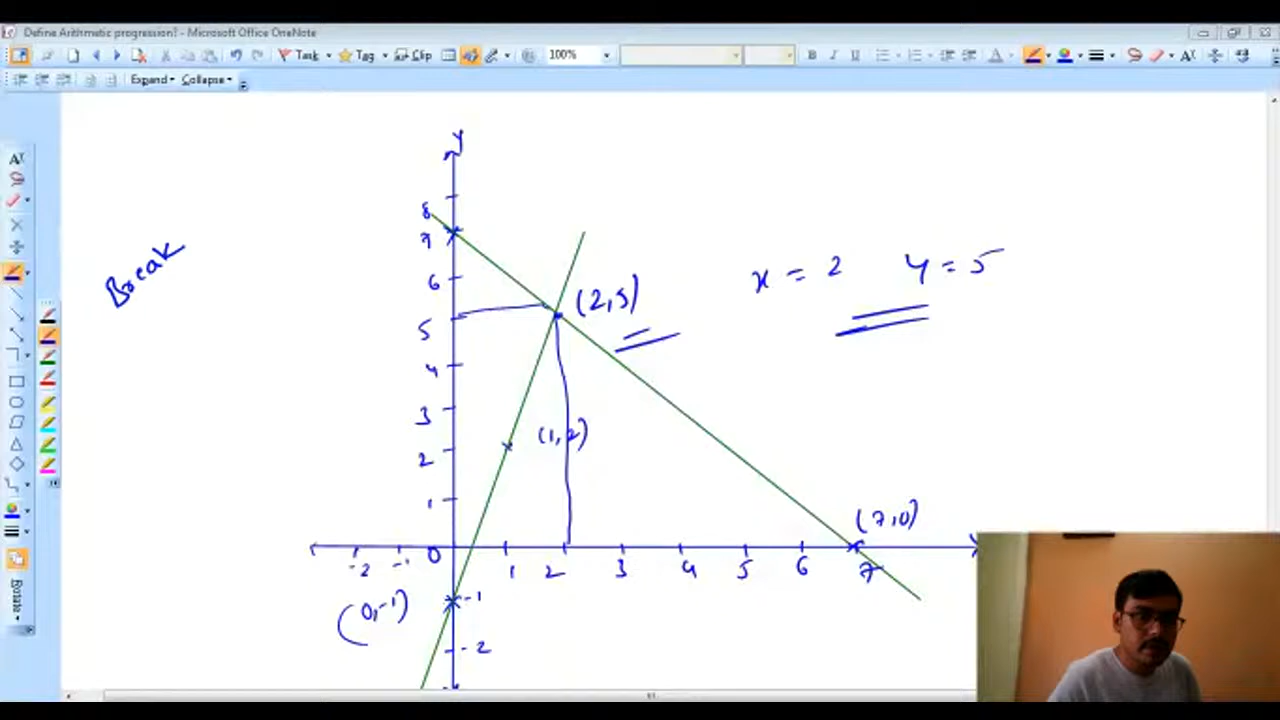 Define Arithmetic progression! - Microsoft Office OneNote
Task Tag Clip 100% B I U A
Expand Collapse
y
8
7
6
5
4
3
2
1
0
-2 -1 1 2 3 4 5 6 7
-1
-2
Break
(2,5)
x = 2 y = 5
(1,2)
(7,0)
(0,-1)
Rotate